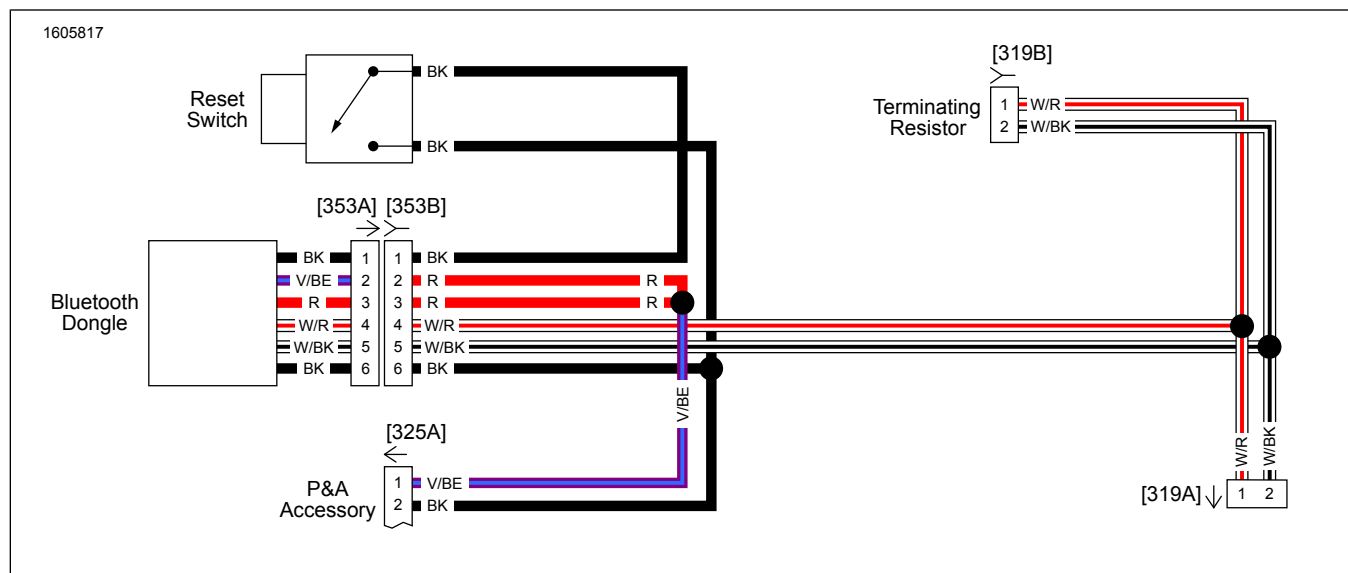 1605817
Reset
Switch
BK
BK
[319B]
Terminating
Resistor
1 W/R
2 W/BK
[353A] [353B]
Bluetooth
Dongle
BK 1 1 BK
V/BE 2 2 R R
R 3 3 R R
W/R 4 4 W/R
W/BK 5 5 W/BK
BK 6 6 BK
V/BE
[325A]
P&A
Accessory
1 V/BE
2 BK
W/R W/BK
[319A] 1 2